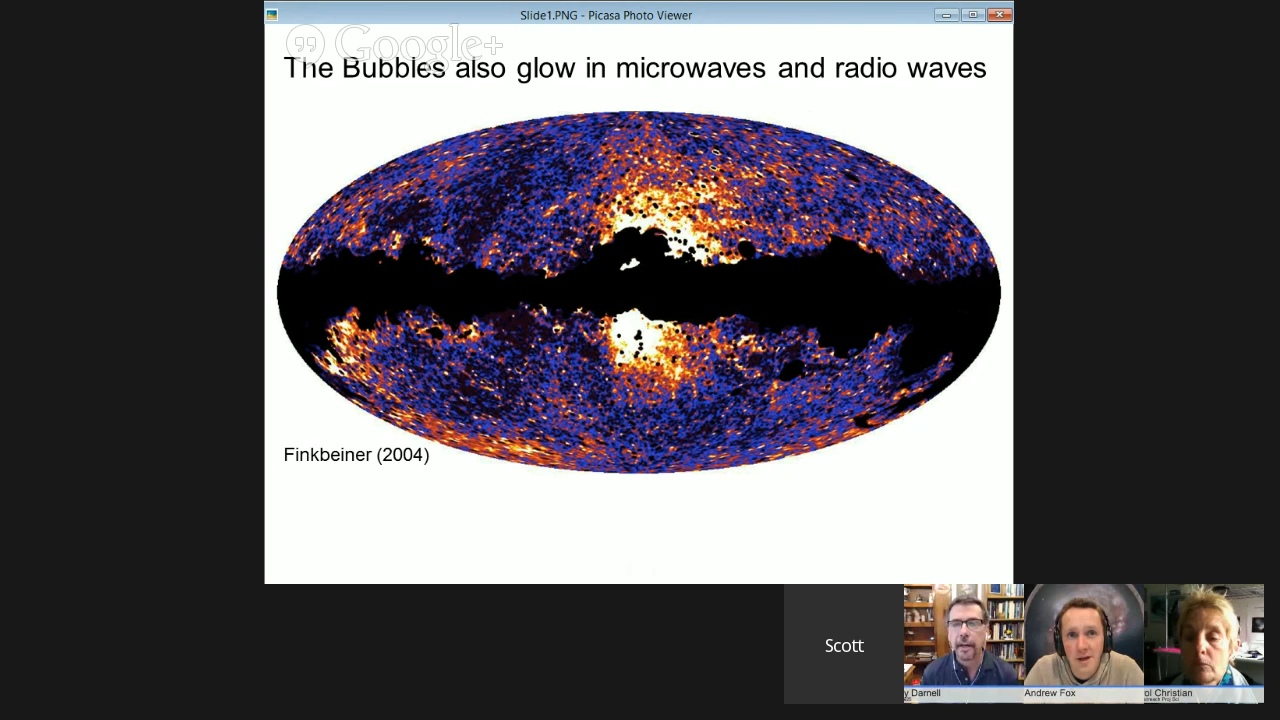 Slide1.PNG - Picasa Photo Viewer
Google+
The Bubbles also glow in microwaves and radio waves
Finkbeiner (2004)
Scott
y Darnell
Andrew Fox
ol Christian